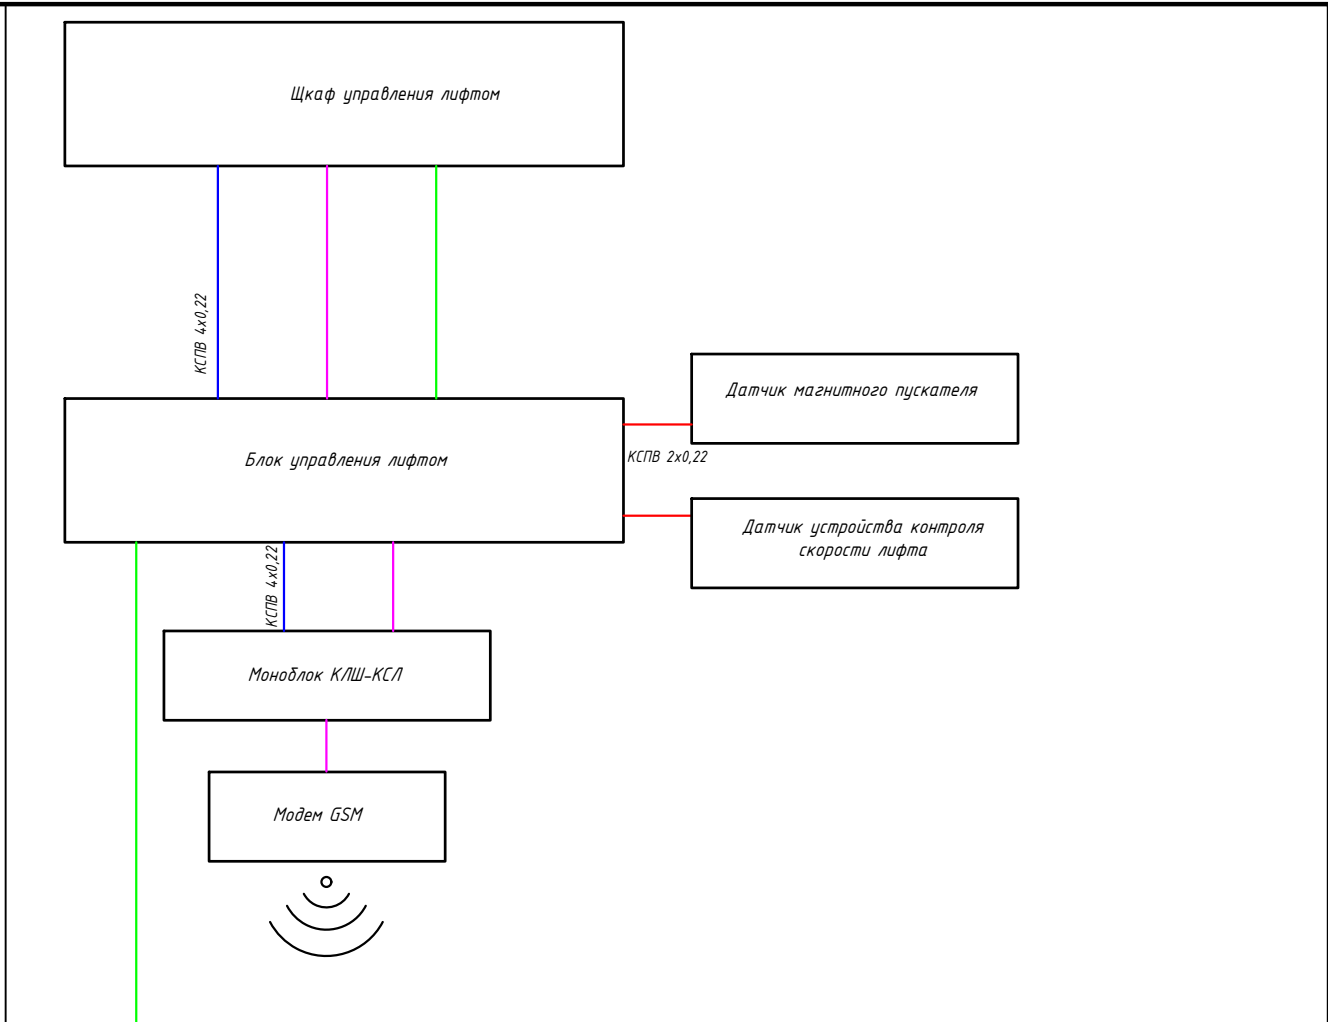 Щкаф управления лифтом
КСПВ 4х0,22
Датчик магнитного пускателя
Блок управления лифтом
КСПВ 2х0,22
Датчик устройства контроля
скорости лифта
КСПВ 4х0,22
Моноблок КЛШ-КСЛ
Модем GSM